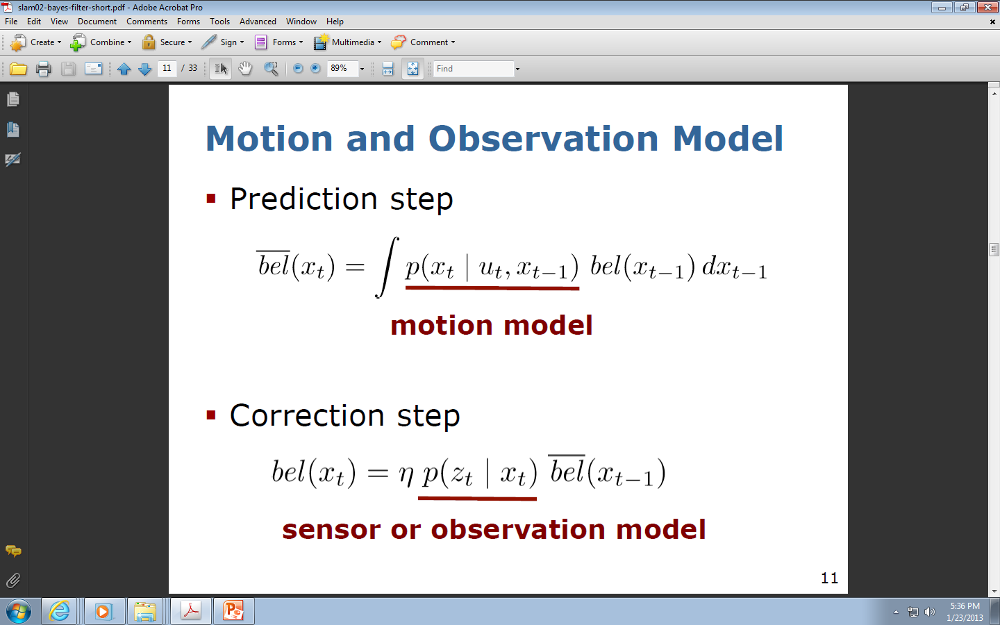 slam02-bayes-filter-short.pdf - Adobe Acrobat Pro
File Edit View Document Comments Forms Tools Advanced Window Help
Create Combine Secure Sign Forms Multimedia Comment
11 / 33 89% Find
Motion and Observation Model
▪ Prediction step
$\overline{bel}(x_t) = \int p(x_t \mid u_t, x_{t-1}) \, bel(x_{t-1}) \, dx_{t-1}$
motion model
▪ Correction step
$bel(x_t) = \eta \, p(z_t \mid x_t) \, \overline{bel}(x_{t-1})$
sensor or observation model
11
5:36 PM
1/23/2013